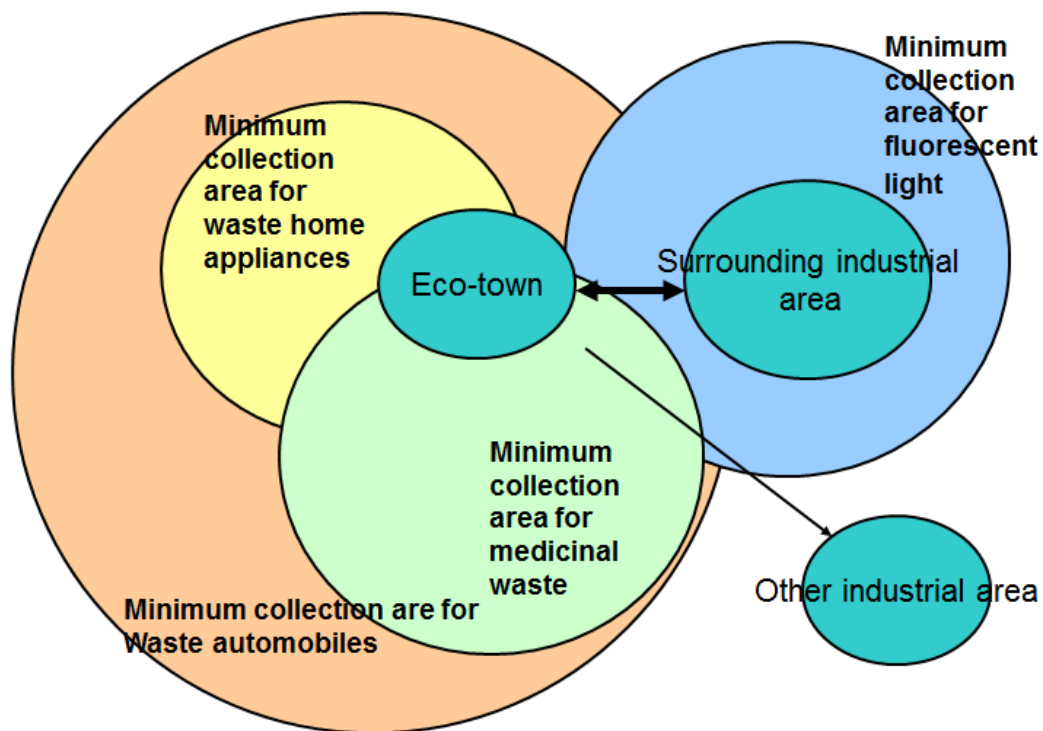 Minimum
collection
area for
fluorescent
light
Minimum
collection
area for
waste home
appliances
Eco-town
Surrounding industrial
area
Minimum
collection
area for
medicinal
waste
Other industrial area
Minimum collection are for
Waste automobiles